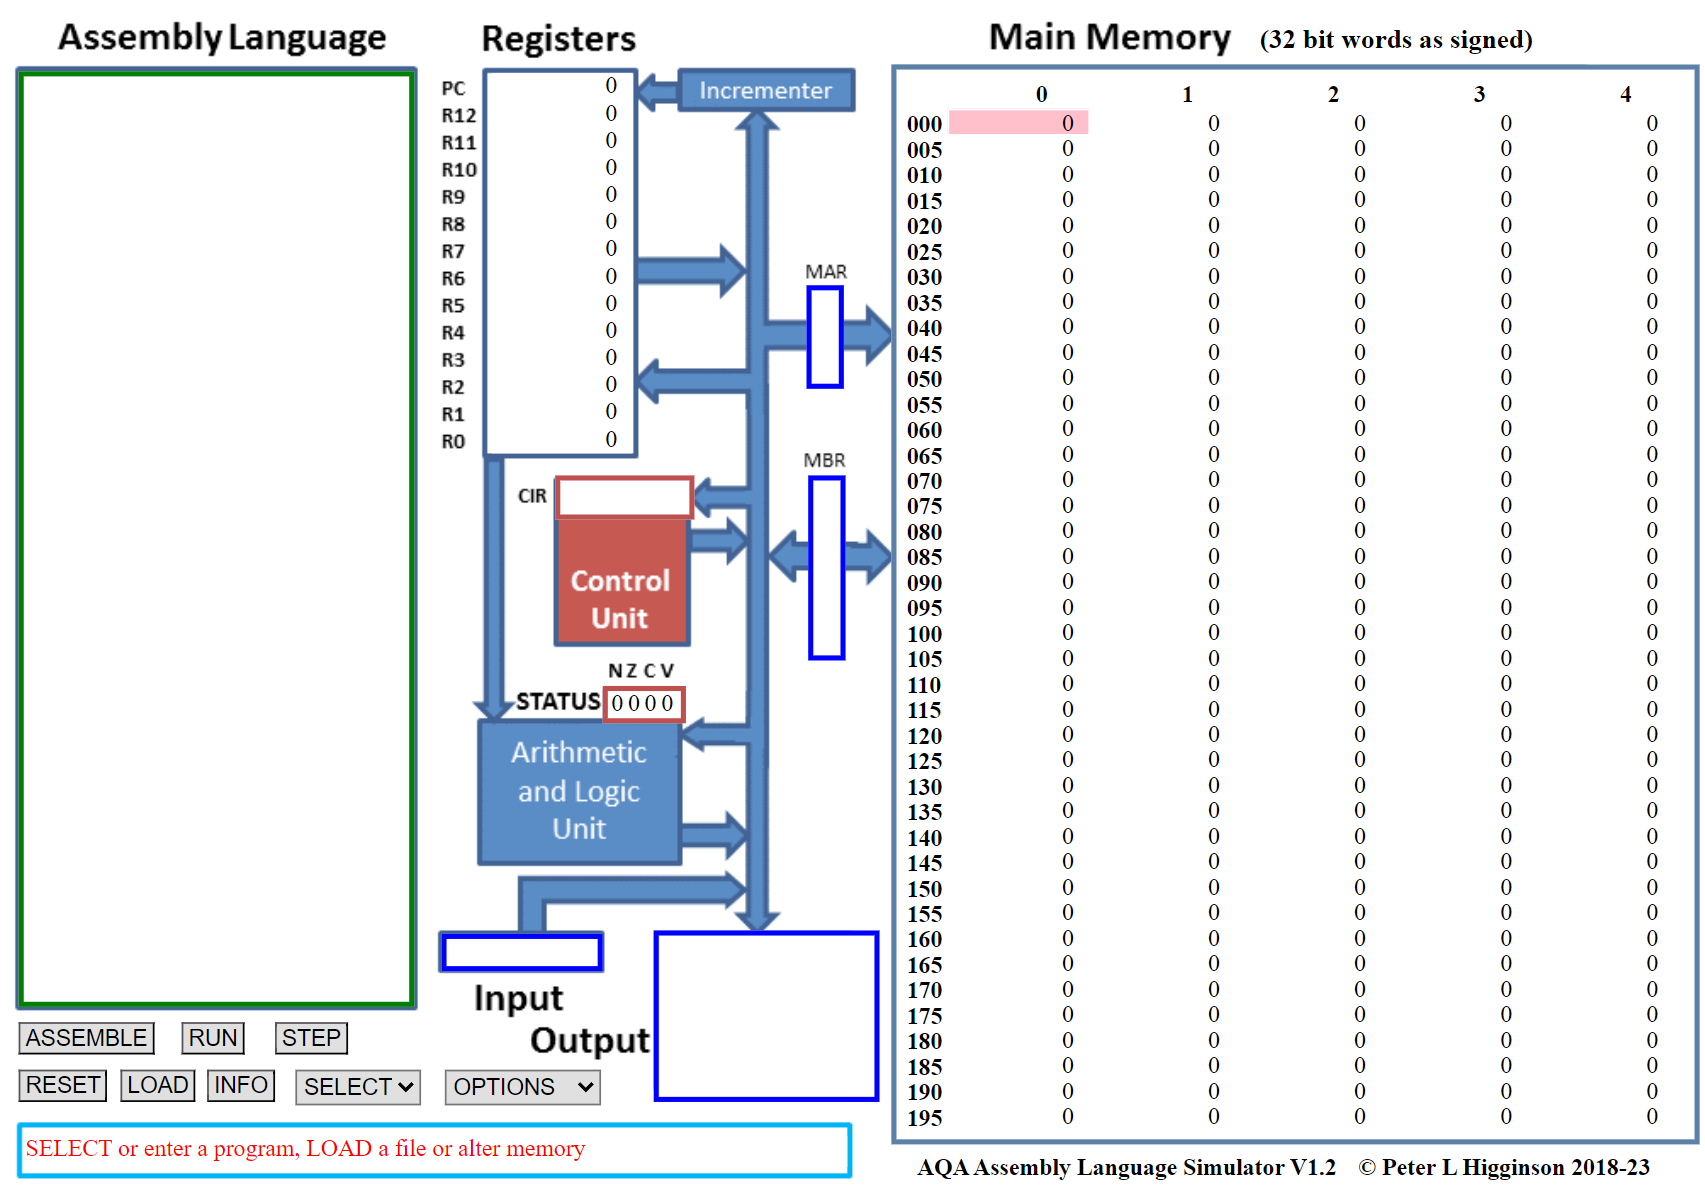 Assembly Language
Registers
PC 0
R12 0
R11 0
R10 0
R9 0
R8 0
R7 0
R6 0
R5 0
R4 0
R3 0
R2 0
R1 0
R0 0
Incrementer
MAR
MBR
CIR
Control
Unit
N Z C V
STATUS 0 0 0 0
Arithmetic
and Logic
Unit
Input
Output
Main Memory (32 bit words as signed)
0 1 2 3 4
000 0 0 0 0 0
005 0 0 0 0 0
010 0 0 0 0 0
015 0 0 0 0 0
020 0 0 0 0 0
025 0 0 0 0 0
030 0 0 0 0 0
035 0 0 0 0 0
040 0 0 0 0 0
045 0 0 0 0 0
050 0 0 0 0 0
055 0 0 0 0 0
060 0 0 0 0 0
065 0 0 0 0 0
070 0 0 0 0 0
075 0 0 0 0 0
080 0 0 0 0 0
085 0 0 0 0 0
090 0 0 0 0 0
095 0 0 0 0 0
100 0 0 0 0 0
105 0 0 0 0 0
110 0 0 0 0 0
115 0 0 0 0 0
120 0 0 0 0 0
125 0 0 0 0 0
130 0 0 0 0 0
135 0 0 0 0 0
140 0 0 0 0 0
145 0 0 0 0 0
150 0 0 0 0 0
155 0 0 0 0 0
160 0 0 0 0 0
165 0 0 0 0 0
170 0 0 0 0 0
175 0 0 0 0 0
180 0 0 0 0 0
185 0 0 0 0 0
190 0 0 0 0 0
195 0 0 0 0 0
ASSEMBLE RUN STEP
RESET LOAD INFO SELECT OPTIONS
SELECT or enter a program, LOAD a file or alter memory
AQA Assembly Language Simulator V1.2 © Peter L Higginson 2018-23